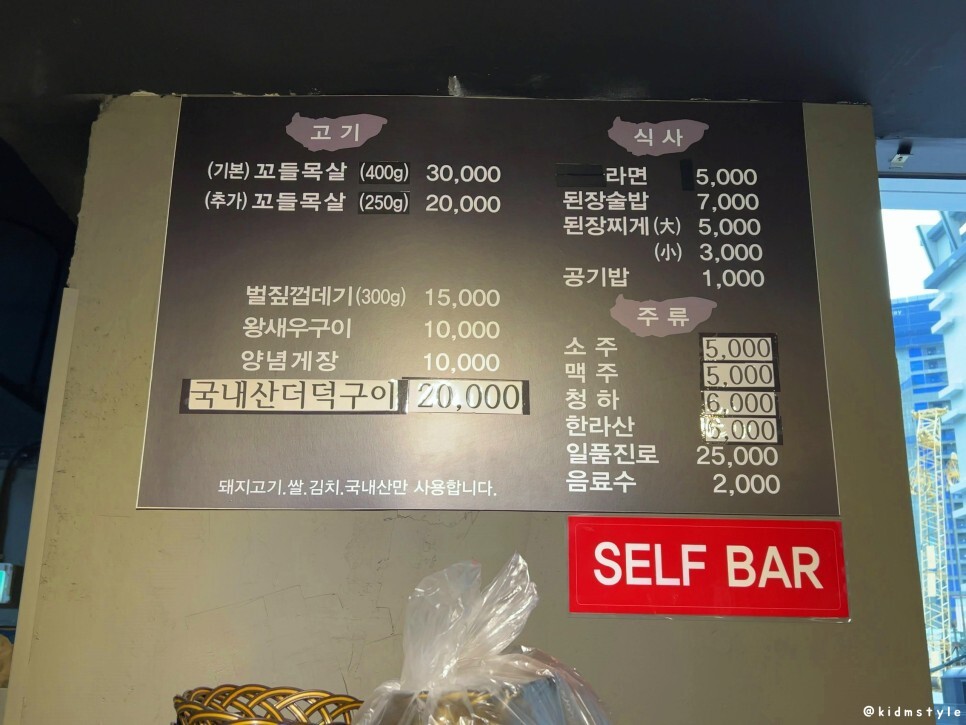 고기
(기본) 꼬들목살 (400g) 30,000
(추가) 꼬들목살 (250g) 20,000
벌짚껍데기 (300g) 15,000
왕새우구이 10,000
양념게장 10,000
국내산더덕구이 20,000
돼지고기.쌀.김치.국내산만 사용합니다.
식사
라면 5,000
된장술밥 7,000
된장찌게 (大) 5,000
(小) 3,000
공기밥 1,000
주류
소주 5,000
맥주 5,000
청하 6,000
한라산 6,000
일품진로 25,000
음료수 2,000
SELF BAR
@kidmstyle